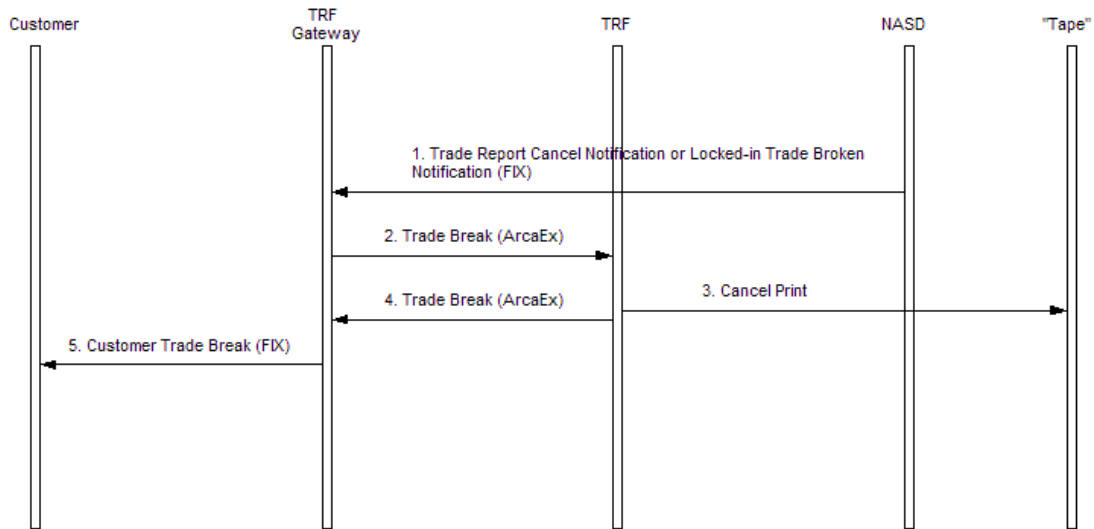 Customer
TRF
Gateway
TRF
NASD
"Tape"
1. Trade Report Cancel Notification or Locked-in Trade Broken
Notification (FIX)
2. Trade Break (ArcaEx)
3. Cancel Print
4. Trade Break (ArcaEx)
5. Customer Trade Break (FIX)